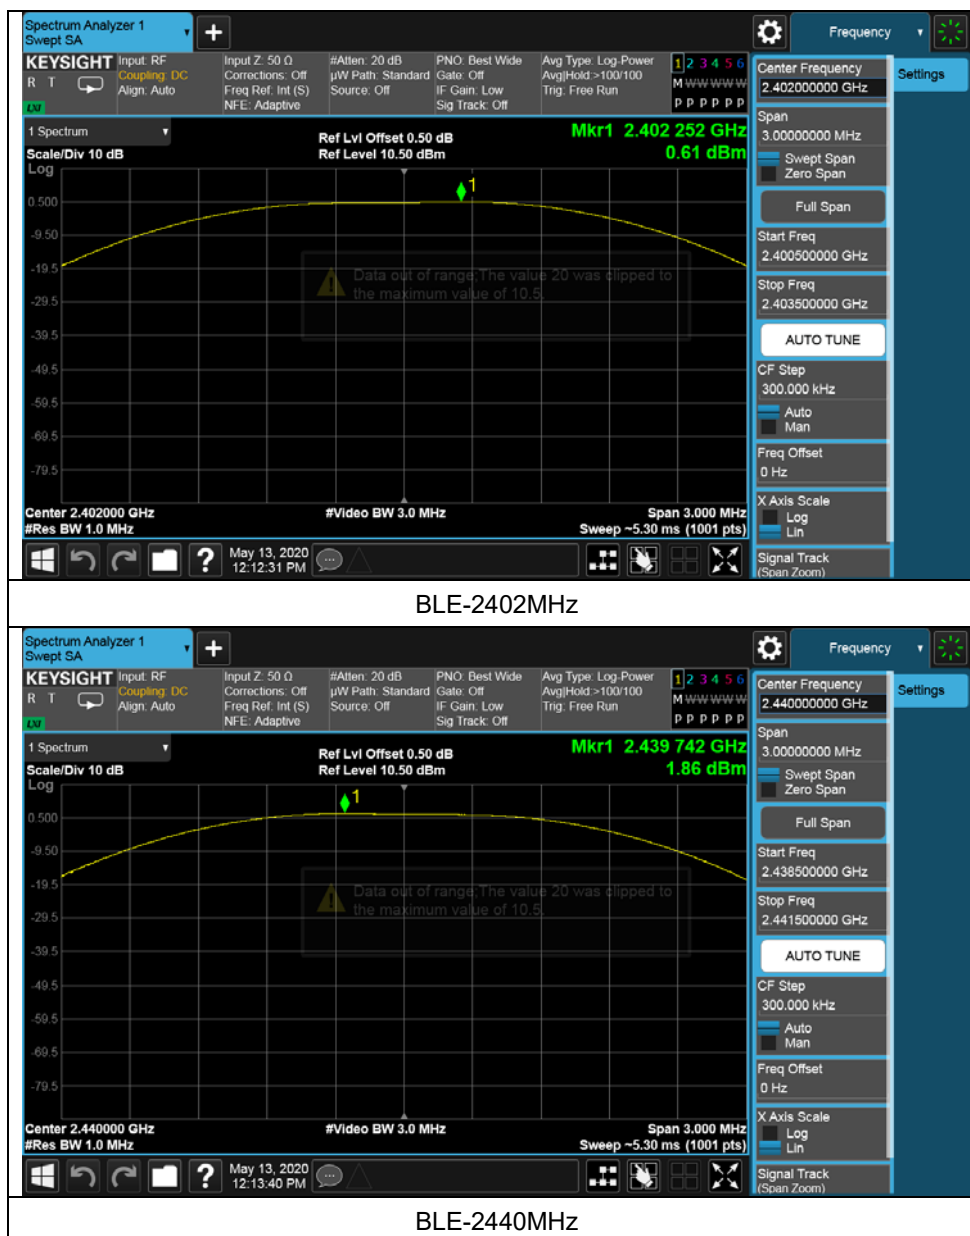 Spectrum Analyzer 1
Swept SA
Frequency
KEYSIGHT Input: RF
R T
Coupling: DC
Align: Auto
LXI
Input Z: 50 Ω
Corrections: Off
Freq Ref: Int (S)
NFE: Adaptive
#Atten: 20 dB
µW Path: Standard
Source: Off
PNO: Best Wide
Gate: Off
IF Gain: Low
Sig Track: Off
Avg Type: Log-Power
Avg|Hold:>100/100
Trig: Free Run
1 2 3 4 5 6
M W W W W W
P P P P P P
Center Frequency
2.402000000 GHz
Settings
Span
3.00000000 MHz
Swept Span
Zero Span
Full Span
Start Freq
2.400500000 GHz
Stop Freq
2.403500000 GHz
AUTO TUNE
CF Step
300.000 kHz
Auto
Man
Freq Offset
0 Hz
X Axis Scale
Log
Lin
Signal Track
(Span Zoom)
1 Spectrum
Scale/Div 10 dB
Log
Ref Lvl Offset 0.50 dB
Ref Level 10.50 dBm
Mkr1 2.402 252 GHz
0.61 dBm
1
0.500
-9.50
-19.5
-29.5
-39.5
-49.5
-59.5
-69.5
-79.5
Data out of range;The value 20 was clipped to
the maximum value of 10.5.
Center 2.402000 GHz
#Res BW 1.0 MHz
#Video BW 3.0 MHz
Span 3.000 MHz
Sweep ~5.30 ms (1001 pts)
May 13, 2020
12:12:31 PM
BLE-2402MHz
Spectrum Analyzer 1
Swept SA
Frequency
KEYSIGHT Input: RF
R T
Coupling: DC
Align: Auto
LXI
Input Z: 50 Ω
Corrections: Off
Freq Ref: Int (S)
NFE: Adaptive
#Atten: 20 dB
µW Path: Standard
Source: Off
PNO: Best Wide
Gate: Off
IF Gain: Low
Sig Track: Off
Avg Type: Log-Power
Avg|Hold:>100/100
Trig: Free Run
1 2 3 4 5 6
M W W W W W
P P P P P P
Center Frequency
2.440000000 GHz
Settings
Span
3.00000000 MHz
Swept Span
Zero Span
Full Span
Start Freq
2.438500000 GHz
Stop Freq
2.441500000 GHz
AUTO TUNE
CF Step
300.000 kHz
Auto
Man
Freq Offset
0 Hz
X Axis Scale
Log
Lin
Signal Track
(Span Zoom)
1 Spectrum
Scale/Div 10 dB
Log
Ref Lvl Offset 0.50 dB
Ref Level 10.50 dBm
Mkr1 2.439 742 GHz
1.86 dBm
1
0.500
-9.50
-19.5
-29.5
-39.5
-49.5
-59.5
-69.5
-79.5
Data out of range;The value 20 was clipped to
the maximum value of 10.5.
Center 2.440000 GHz
#Res BW 1.0 MHz
#Video BW 3.0 MHz
Span 3.000 MHz
Sweep ~5.30 ms (1001 pts)
May 13, 2020
12:13:40 PM
BLE-2440MHz